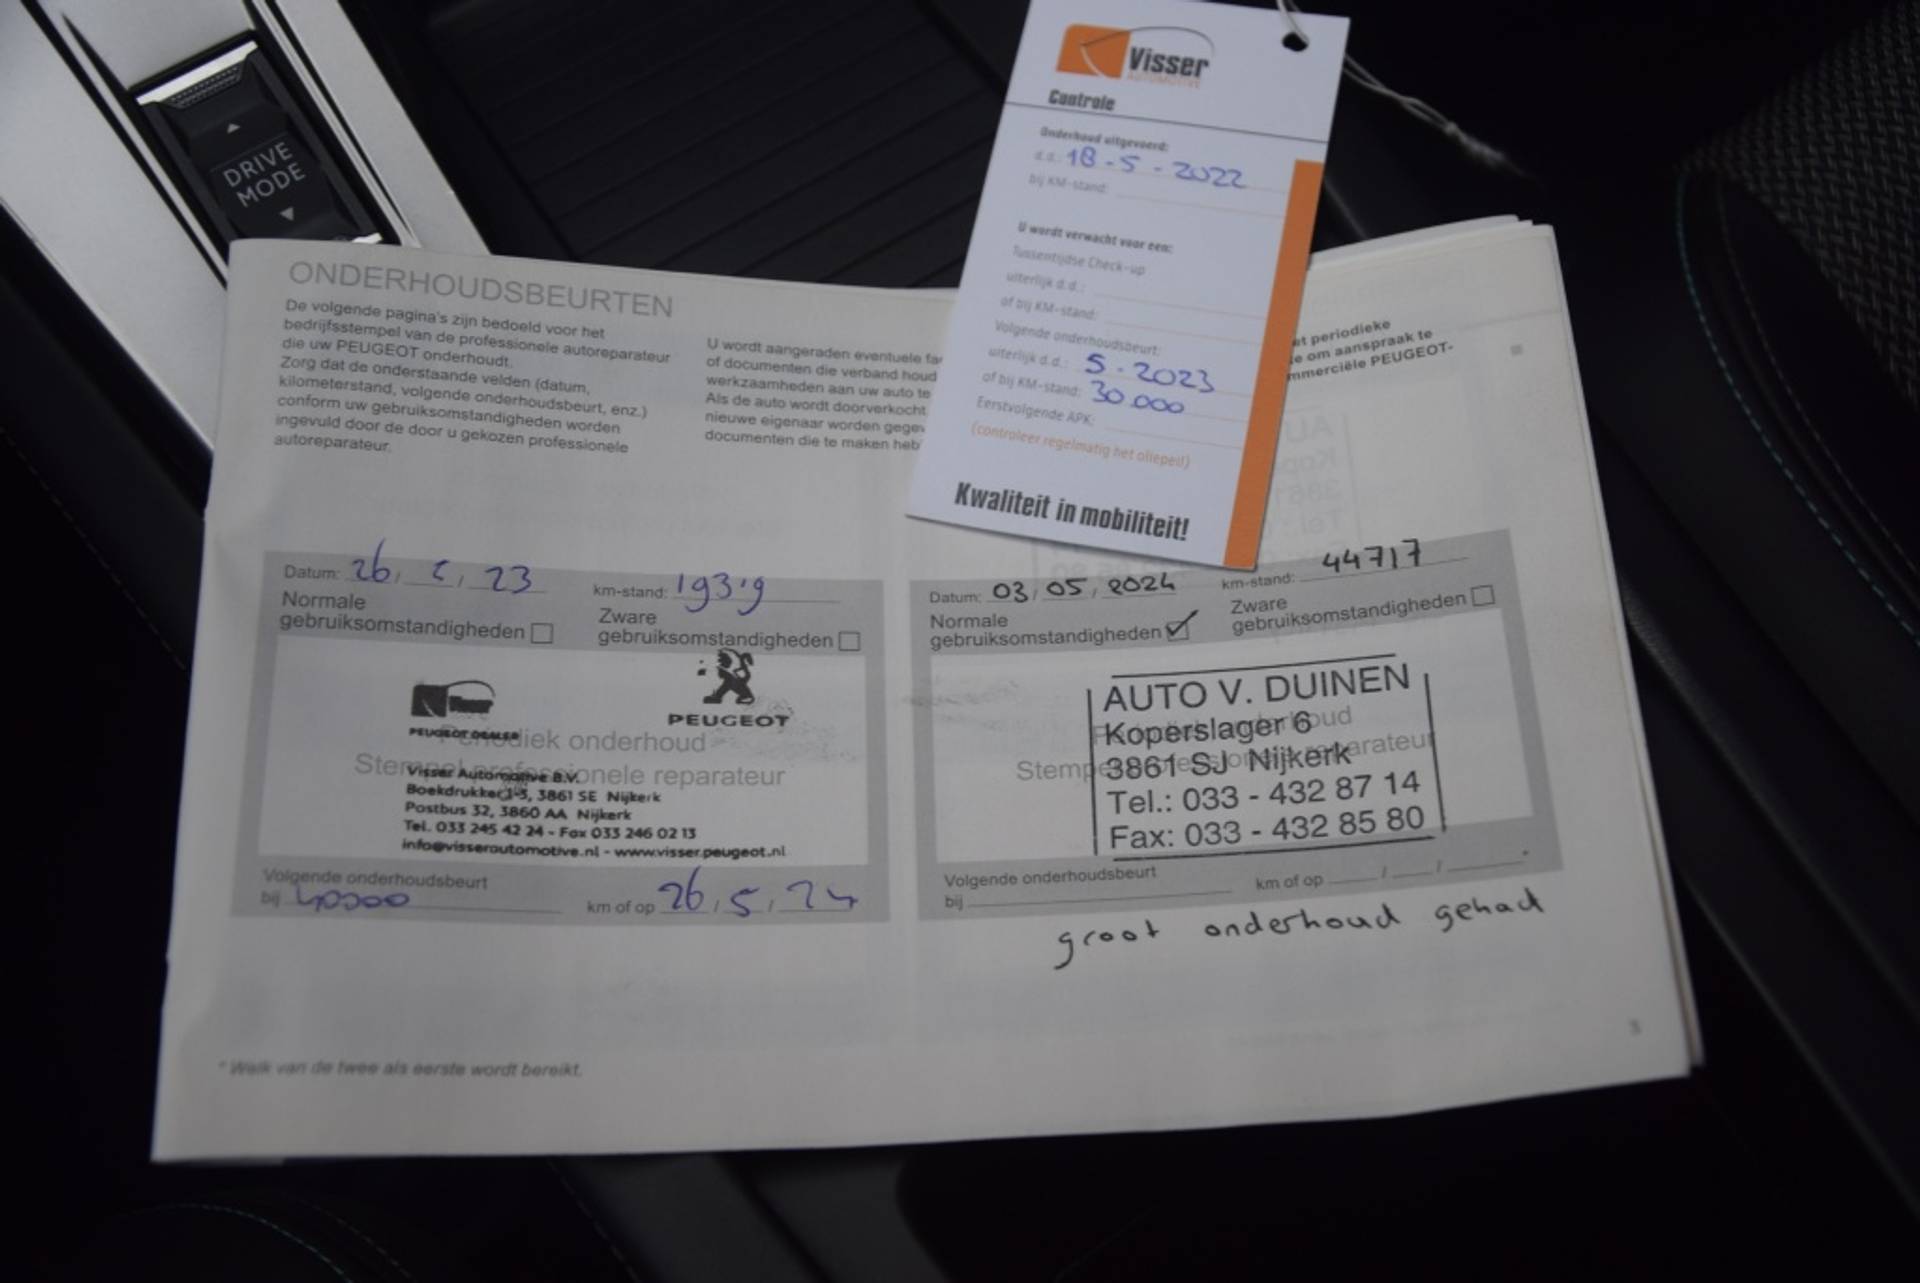 DRIVE
MODE
Visser
AUTOMOTIVE
Controle
Onderhoud uitgevoerd:
d.d.: 18-5-2022
bij KM-stand:
U wordt verwacht voor een:
Tussentijdse Check-up
uiterlijk d.d.:
of bij KM-stand:
Volgende onderhoudsbeurt:
uiterlijk d.d.: 5-2023
of bij KM-stand: 30.000
Eerstvolgende APK:
(controleer regelmatig het oliepeil)
Kwaliteit in mobiliteit!
ONDERHOUDSBEURTEN
De volgende pagina's zijn bedoeld voor het
bedrijfsstempel van de professionele autoreparateur
die uw PEUGEOT onderhoudt.
Zorg dat de onderstaande velden (datum,
kilometerstand, volgende onderhoudsbeurt, enz.)
conform uw gebruiksomstandigheden worden
ingevuld door de door u gekozen professionele
autoreparateur.
U wordt aangeraden eventuele
of documenten die verband houd
werkzaamheden aan uw auto te
Als de auto wordt doorverkocht
nieuwe eigenaar worden
documenten die te maken
periodieke
om aanspraak te
PEUGEOT-
Datum: 26, , 23 km-stand:
Normale
gebruiksomstandigheden
Zware
gebruiksomstandigheden
PEUGEOT
PEUGEOT DEALER
Periodiek onderhoud
Stempel professionele reparateur
Visser Automotive B.V.
Boekdrukker 1-3, 3861 SE Nijkerk
Postbus 32, 3860 AA Nijkerk
Tel. 033 245 42 24 - Fax 033 246 02 13
info@visserautomotive.nl - www.visser.peugeot.nl
Volgende onderhoudsbeurt
bij 40000 km of op 26, 5, 24
Datum: 03, 05, 2024 km-stand: 44717
Normale
gebruiksomstandigheden
Zware
gebruiksomstandigheden
Periodiek onderhoud
Stempel professionele reparateur
AUTO V. DUINEN
Koperslager 6
3861 SJ Nijkerk
Tel.: 033 - 432 87 14
Fax: 033 - 432 85 80
Volgende onderhoudsbeurt
bij km of op / / *
groot onderhoud gehad
* Welk van de twee als eerste wordt bereikt.